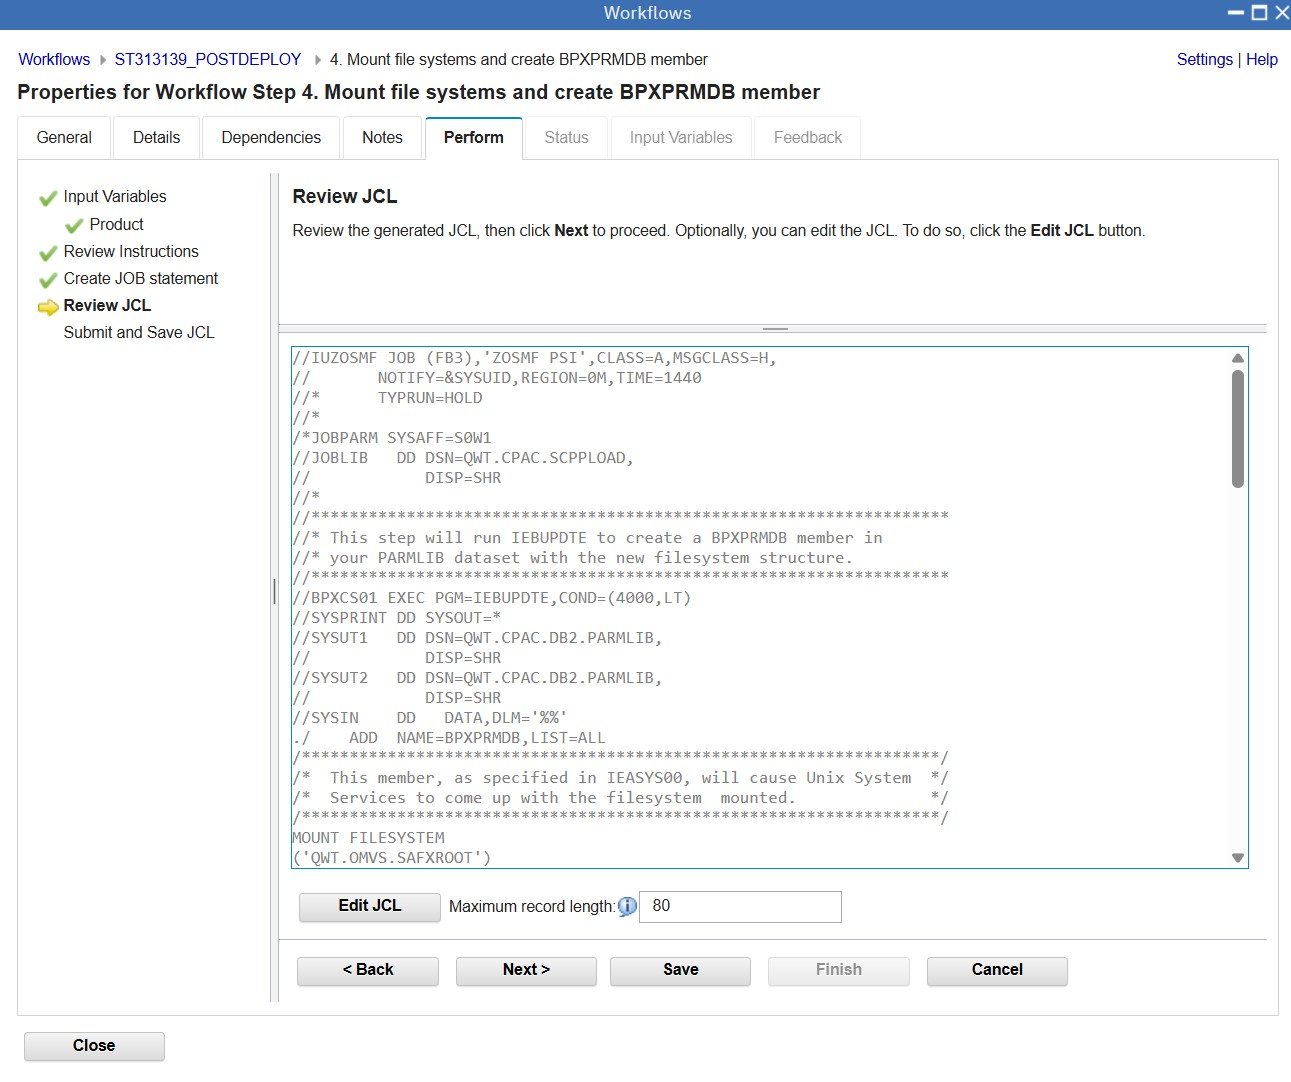 Workflows
Workflows ST313139_POSTDEPLOY 4. Mount file systems and create BPXPRMDB member
Settings | Help
Properties for Workflow Step 4. Mount file systems and create BPXPRMDB member
General Details Dependencies Notes Perform Status Input Variables Feedback
Input Variables
Product
Review Instructions
Create JOB statement
Review JCL
Submit and Save JCL
Review JCL
Review the generated JCL, then click Next to proceed. Optionally, you can edit the JCL. To do so, click the Edit JCL button.
//IUZOSMF JOB (FB3),'ZOSMF PSI',CLASS=A,MSGCLASS=H,
//       NOTIFY=&SYSUID,REGION=0M,TIME=1440
//*      TYPRUN=HOLD
//*
/*JOBPARM SYSAFF=S0W1
//JOBLIB   DD DSN=QWT.CPAC.SCPPLOAD,
//            DISP=SHR
//*
//*******************************************************************
//* This step will run IEBUPDTE to create a BPXPRMDB member in
//* your PARMLIB dataset with the new filesystem structure.
//*******************************************************************
//BPXCS01 EXEC PGM=IEBUPDTE,COND=(4000,LT)
//SYSPRINT DD SYSOUT=*
//SYSUT1   DD DSN=QWT.CPAC.DB2.PARMLIB,
//            DISP=SHR
//SYSUT2   DD DSN=QWT.CPAC.DB2.PARMLIB,
//            DISP=SHR
//SYSIN    DD   DATA,DLM='%%'
./    ADD  NAME=BPXPRMDB,LIST=ALL
/*******************************************************************/
/*  This member, as specified in IEASYS00, will cause Unix System  */
/*  Services to come up with the filesystem  mounted.              */
/*******************************************************************/
MOUNT FILESYSTEM
('QWT.OMVS.SAFXROOT')
Edit JCL Maximum record length: 80
< Back Next > Save Finish Cancel
Close